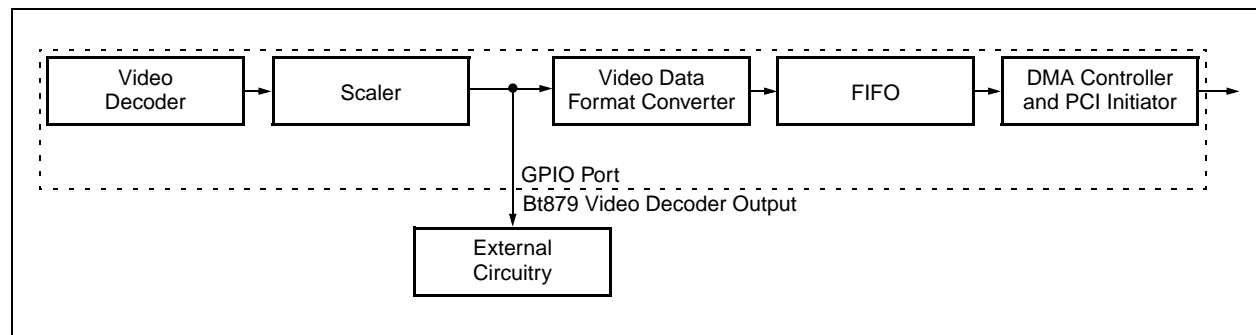 Video
Decoder
Scaler
Video Data
Format Converter
FIFO
DMA Controller
and PCI Initiator
GPIO Port
Bt879 Video Decoder Output
External
Circuitry